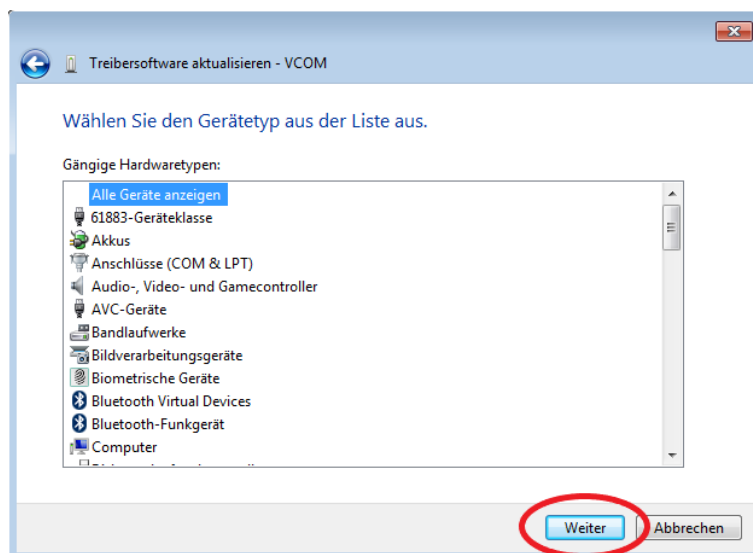 Treibersoftware aktualisieren - VCOM
Wählen Sie den Gerätetyp aus der Liste aus.
Gängige Hardwaretypen:
Alle Geräte anzeigen
61883-Geräteklasse
Akkus
Anschlüsse (COM & LPT)
Audio-, Video- und Gamecontroller
AVC-Geräte
Bandlaufwerke
Bildverarbeitungsgeräte
Biometrische Geräte
Bluetooth Virtual Devices
Bluetooth-Funkgerät
Computer
Weiter Abbrechen